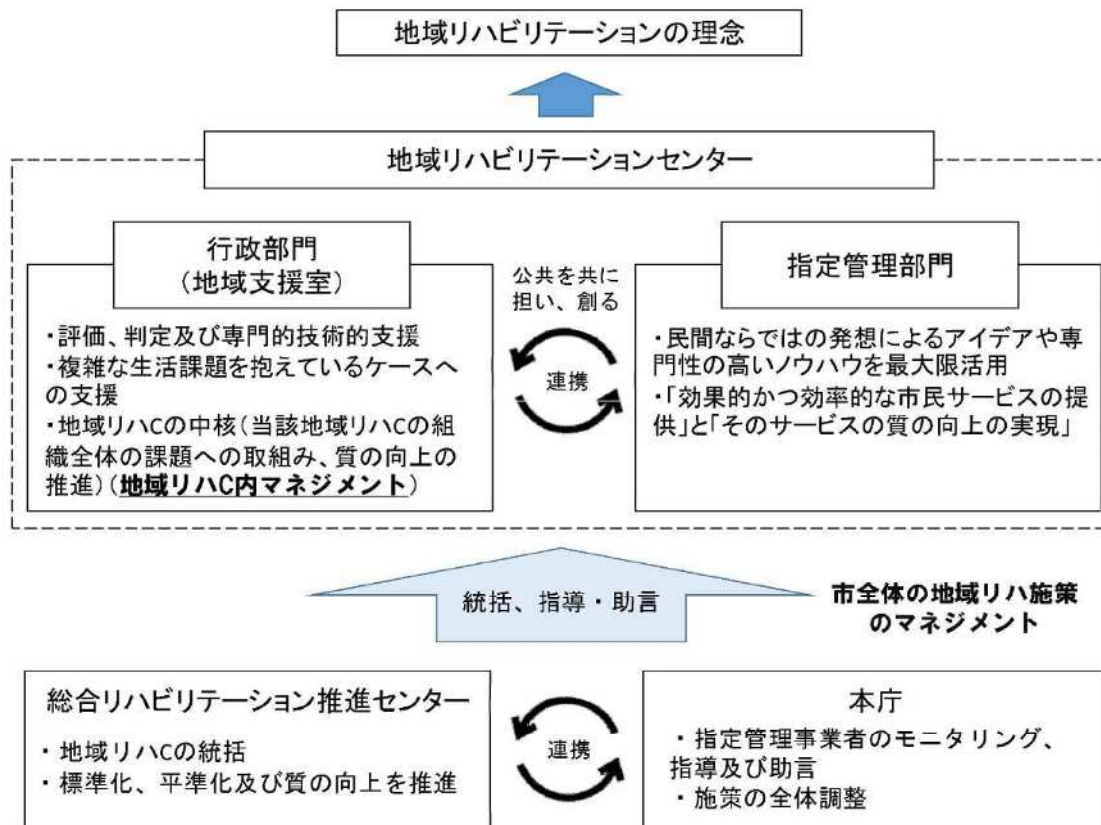 地域リハビリテーションの理念
地域リハビリテーションセンター
行政部門
(地域支援室)
・評価、判定及び専門的技術的支援
・複雑な生活課題を抱えているケースへ
の支援
・地域リハCの中核(当該地域リハCの組
織全体の課題への取組み、質の向上の
推進)(地域リハC内マネジメント)
公共を共に
担い、創る
連携
指定管理部門
・民間ならではの発想によるアイデアや専
門性の高いノウハウを最大限活用
・「効果的かつ効率的な市民サービスの提
供」と「そのサービスの質の向上の実現」
統括、指導・助言
市全体の地域リハ施策
のマネジメント
総合リハビリテーション推進センター
・地域リハCの統括
・標準化、平準化及び質の向上を推進
連携
本庁
・指定管理事業者のモニタリング、
指導及び助言
・施策の全体調整